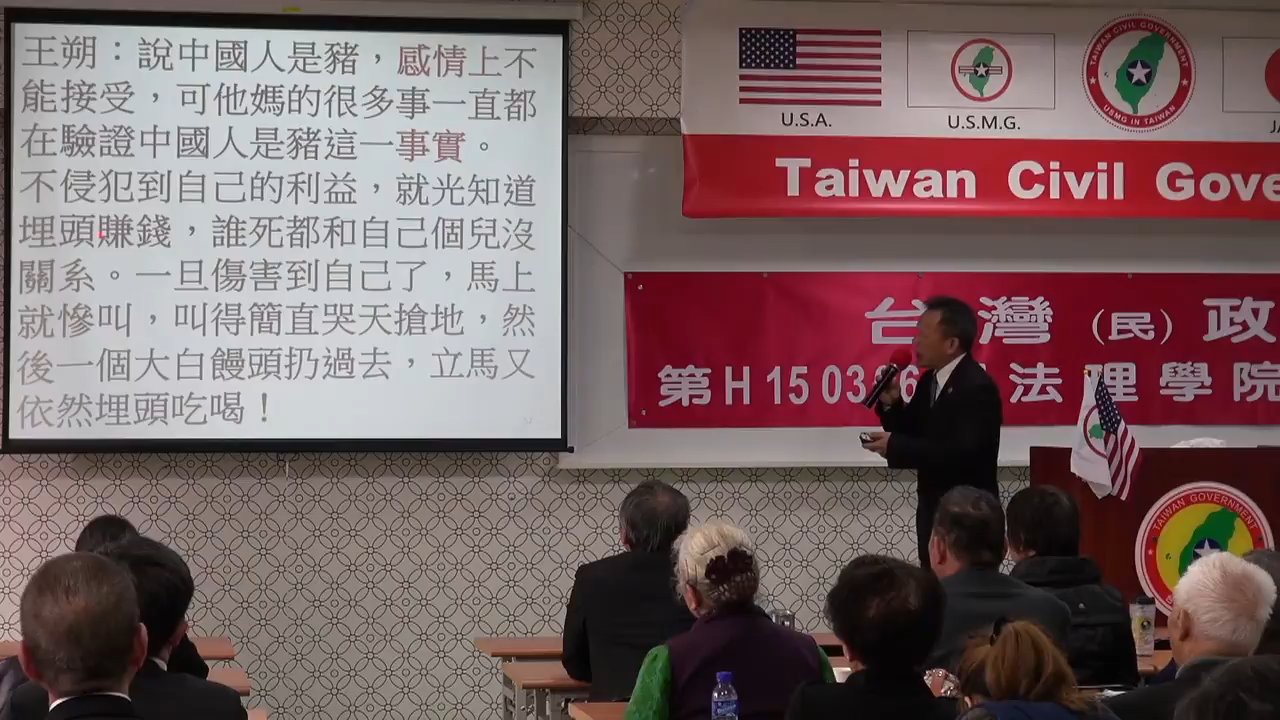 王朔：說中國人是豬，感情上不
能接受，可他媽的很多事一直都
在驗證中國人是豬這一事實。
不侵犯到自己的利益，就光知道
埋頭賺錢，誰死都和自己個兒沒
關系。一旦傷害到自己了，馬上
就慘叫，叫得簡直哭天搶地，然
後一個大白饅頭扔過去，立馬又
依然埋頭吃喝！
U.S.A.
U.S.M.G.
TAIWAN CIVIL GOVERNMENT
USMG IN TAIWAN
Taiwan Civil Gove
台灣（民）政
第H 15 03
法理學院
TAIWAN GOVERNMENT